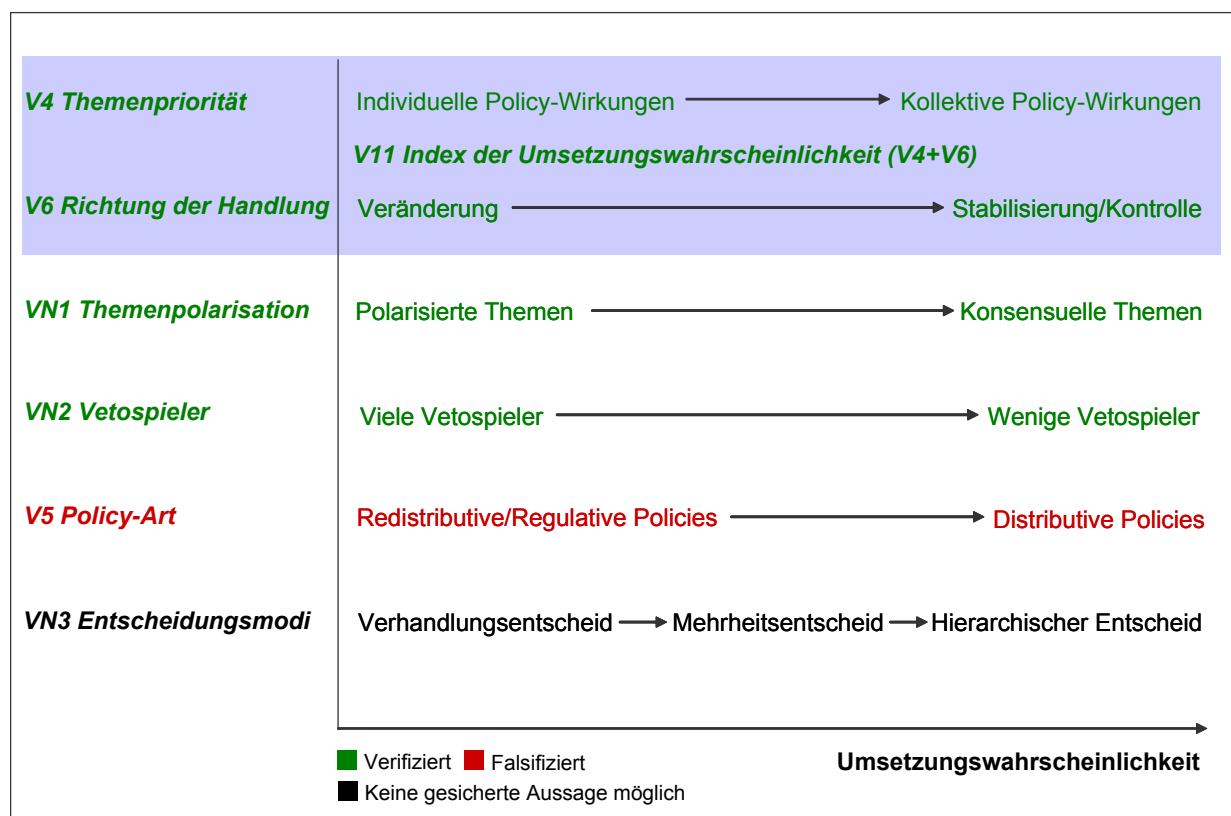 V4 Themenpriorität Individuelle Policy-Wirkungen Kollektive Policy-Wirkungen
V11 Index der Umsetzungswahrscheinlichkeit (V4+V6)
V6 Richtung der Handlung Veränderung Stabilisierung/Kontrolle
VN1 Themenpolarisation Polarisierte Themen Konsensuelle Themen
VN2 Vetospieler Viele Vetospieler Wenige Vetospieler
V5 Policy-Art Redistributive/Regulative Policies Distributive Policies
VN3 Entscheidungsmodi Verhandlungsentscheid Mehrheitsentscheid Hierarchischer Entscheid
Verifiziert Falsifiziert Umsetzungswahrscheinlichkeit
Keine gesicherte Aussage möglich